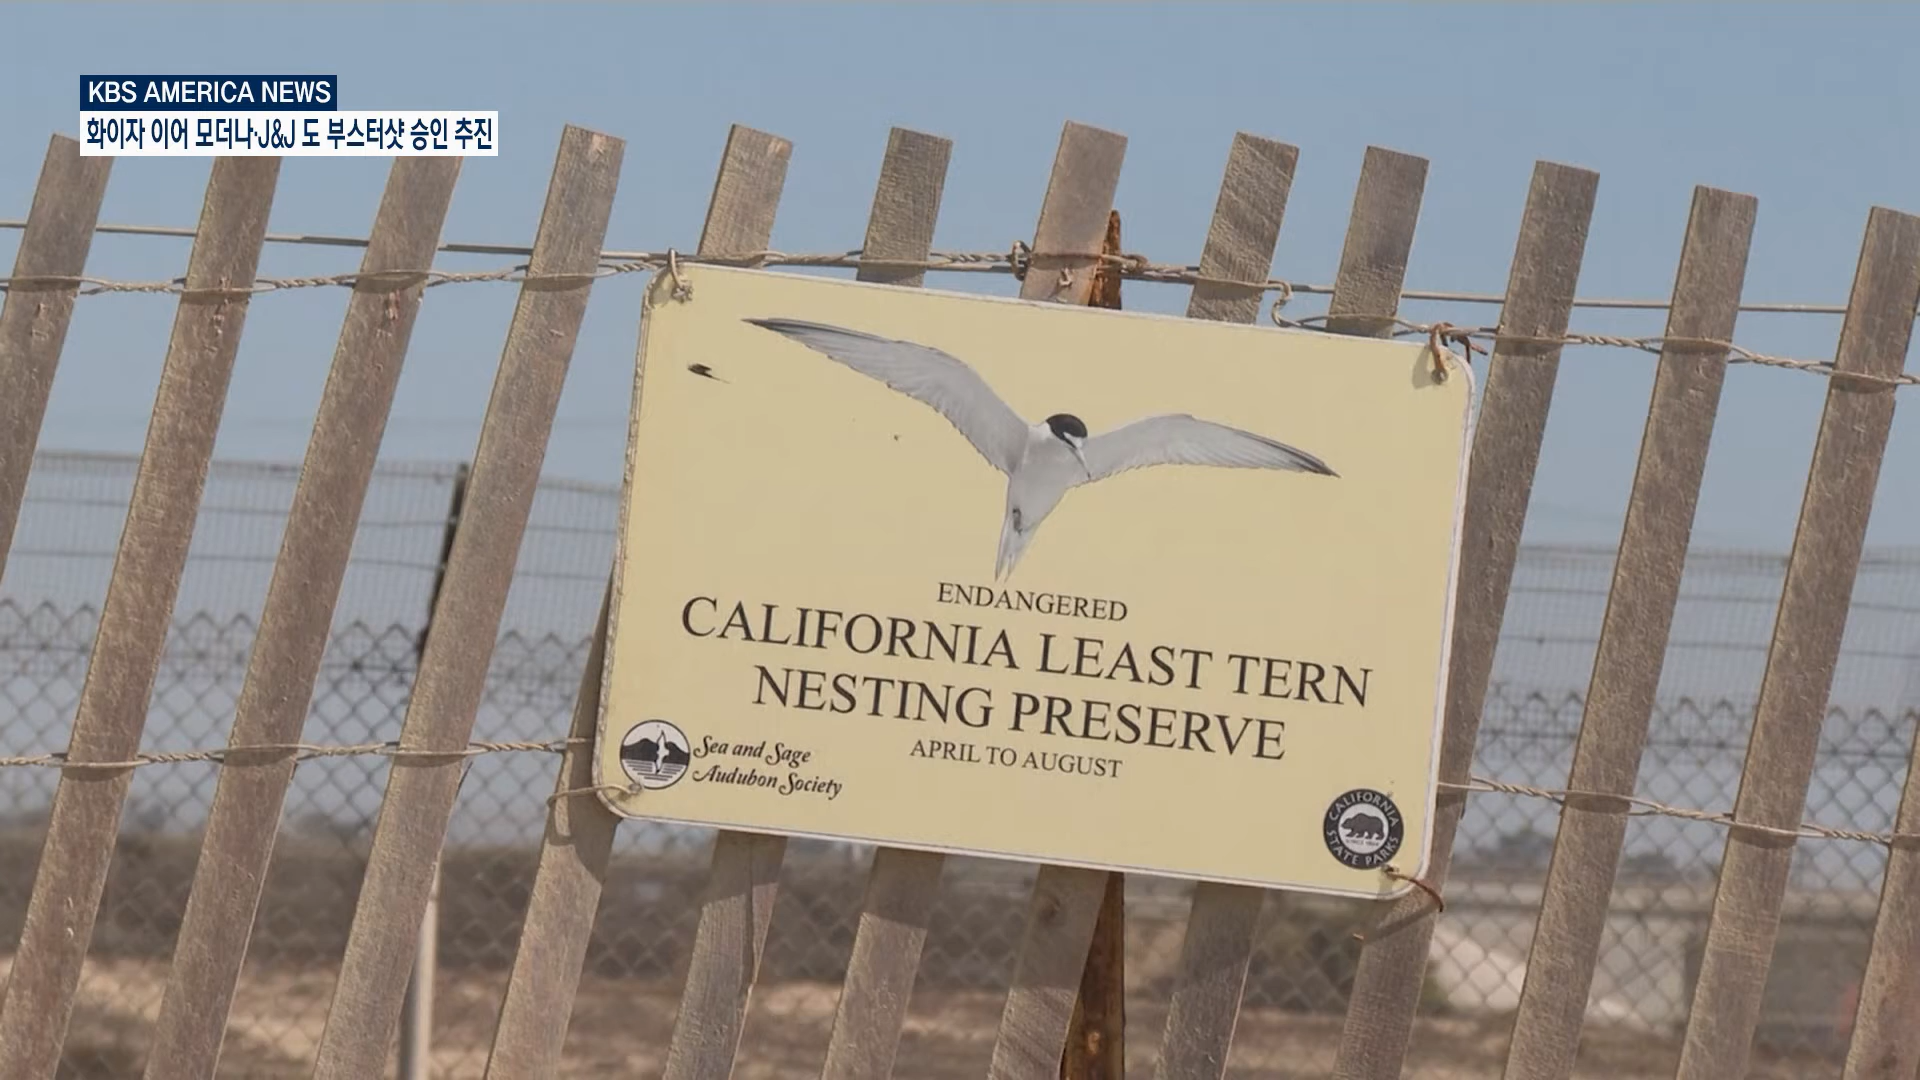 KBS AMERICA NEWS
화이자 이어 모더나·J&J 도 부스터샷 승인 추진
ENDANGERED
CALIFORNIA LEAST TERN
NESTING PRESERVE
APRIL TO AUGUST
Sea and Sage
Audubon Society
CALIFORNIA
STATE PARKS